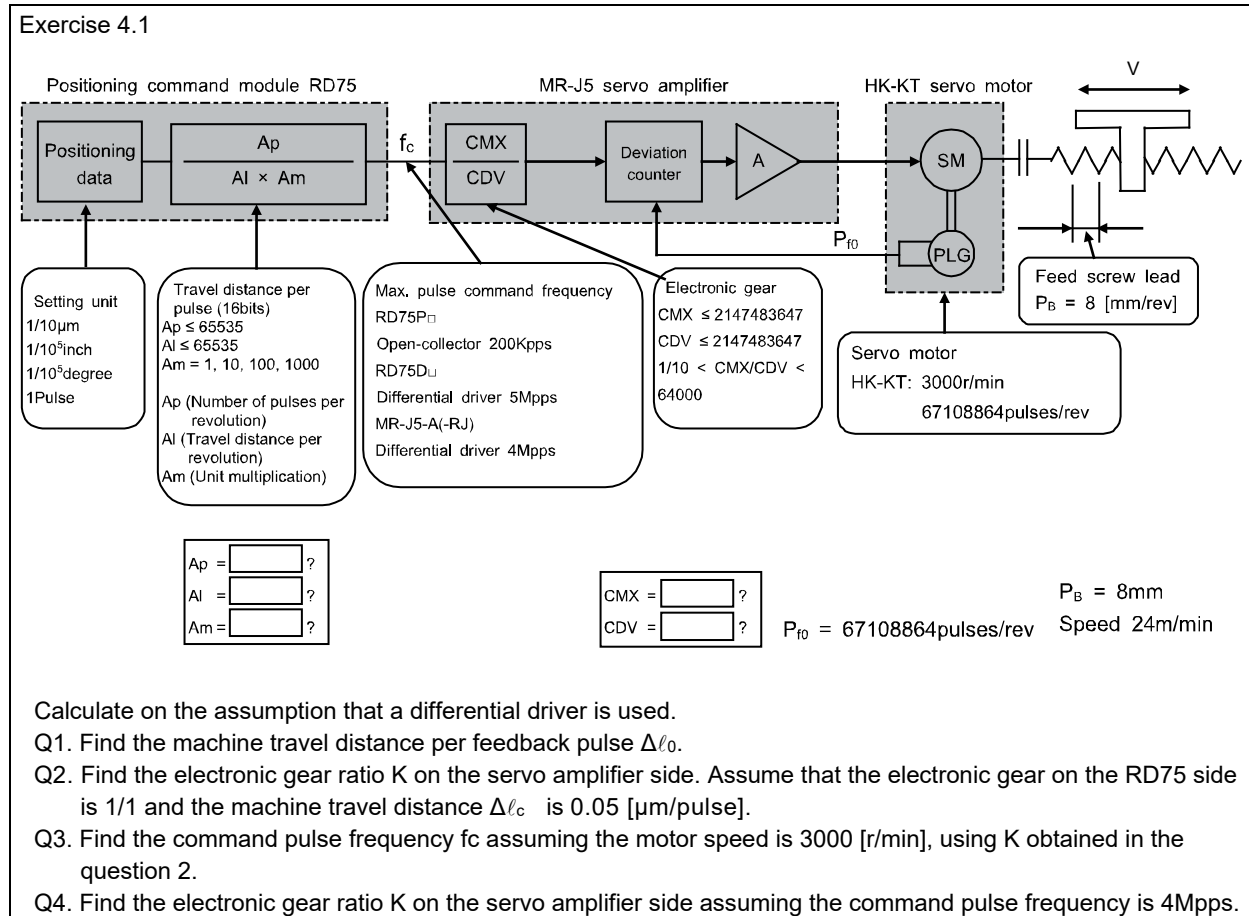 Exercise 4.1
Positioning command module RD75
MR-J5 servo amplifier
HK-KT servo motor
V
Positioning
data
Ap
Al × Am
fc
CMX
CDV
Deviation
counter
A
SM
Pf0
PLG
Feed screw lead
PB = 8 [mm/rev]
Setting unit
1/10µm
1/10⁵inch
1/10⁵degree
1Pulse
Travel distance per
pulse (16bits)
Ap ≤ 65535
Al ≤ 65535
Am = 1, 10, 100, 1000
Ap (Number of pulses per
revolution)
Al (Travel distance per
revolution)
Am (Unit multiplication)
Max. pulse command frequency
RD75P□
Open-collector 200Kpps
RD75D□
Differential driver 5Mpps
MR-J5-A(-RJ)
Differential driver 4Mpps
Electronic gear
CMX ≤ 2147483647
CDV ≤ 2147483647
1/10 < CMX/CDV <
64000
Servo motor
HK-KT: 3000r/min
67108864pulses/rev
Ap = ?
Al = ?
Am = ?
CMX = ?
CDV = ?
Pf0 = 67108864pulses/rev
PB = 8mm
Speed 24m/min
Calculate on the assumption that a differential driver is used.
Q1. Find the machine travel distance per feedback pulse Δℓ0.
Q2. Find the electronic gear ratio K on the servo amplifier side. Assume that the electronic gear on the RD75 side
is 1/1 and the machine travel distance Δℓc is 0.05 [µm/pulse].
Q3. Find the command pulse frequency fc assuming the motor speed is 3000 [r/min], using K obtained in the
question 2.
Q4. Find the electronic gear ratio K on the servo amplifier side assuming the command pulse frequency is 4Mpps.